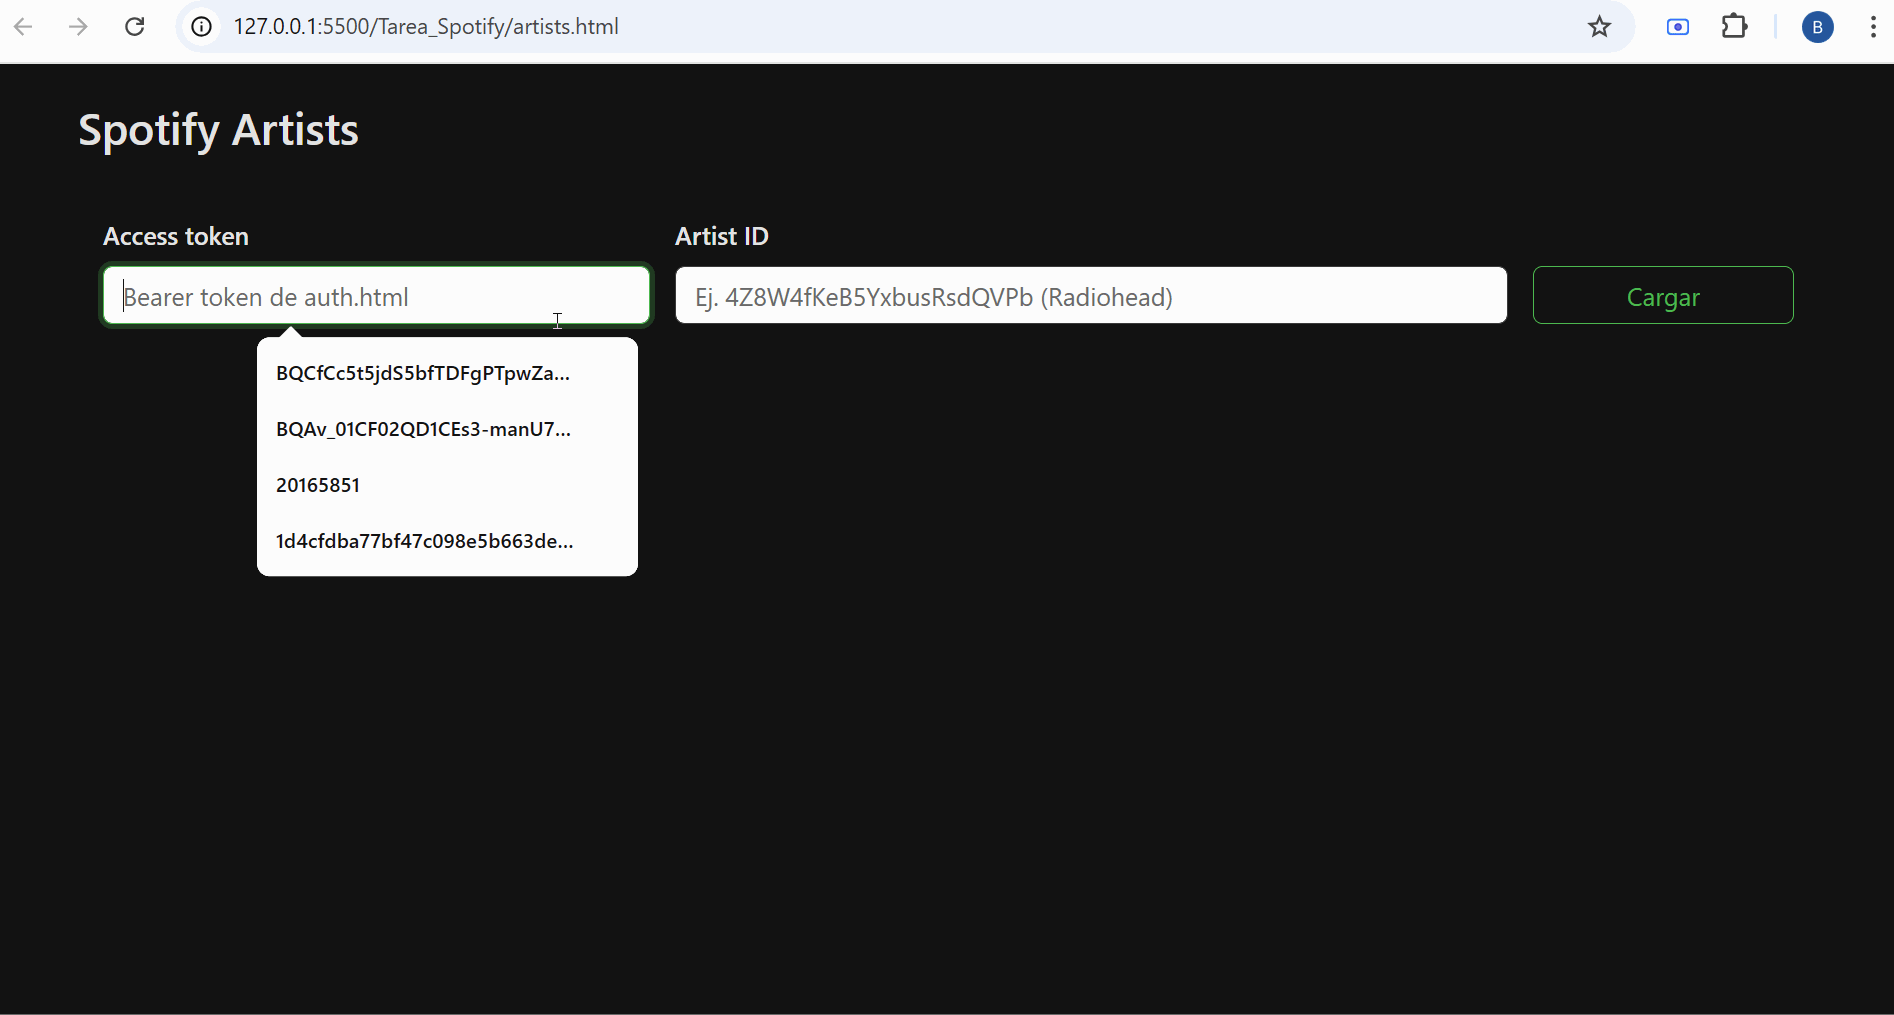 127.0.0.1:5500/Tarea_Spotify/artists.html
B
Spotify Artists
Access token
Artist ID
Bearer token de auth.html
Ej. 4Z8W4fKeB5YxbusRsdQVPb (Radiohead)
Cargar
BQCfCc5t5jdS5bfTDFgPTpwZa...
BQAv_01CF02QD1CEs3-manU7...
20165851
1d4cfdba77bf47c098e5b663de...